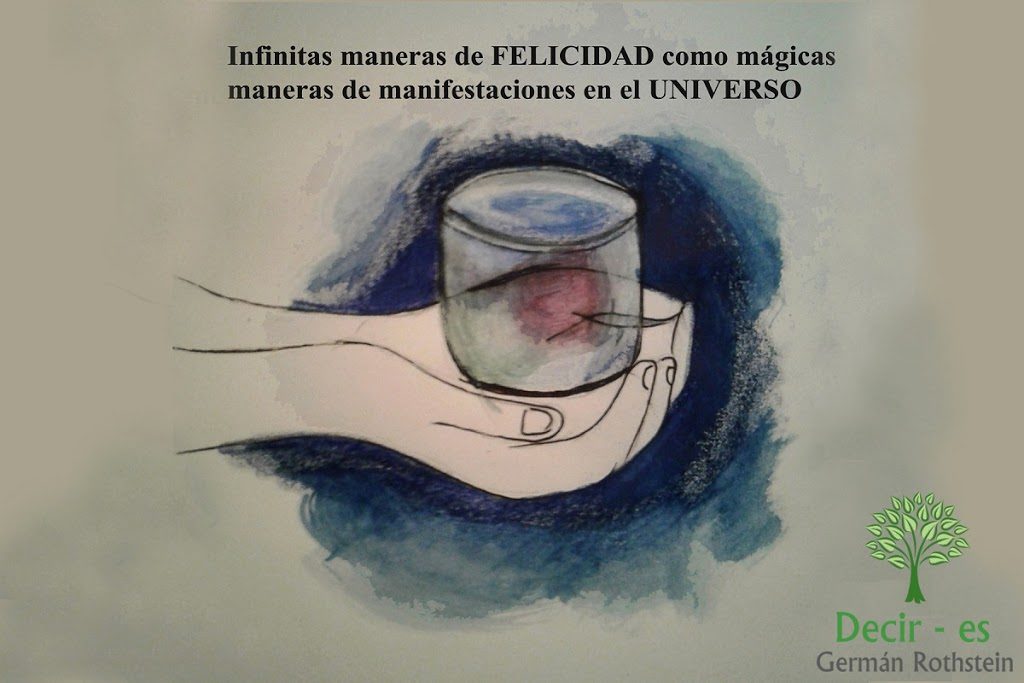 Infinitas maneras de FELICIDAD como mágicas
maneras de manifestaciones en el UNIVERSO
Decir - es
Germán Rothstein